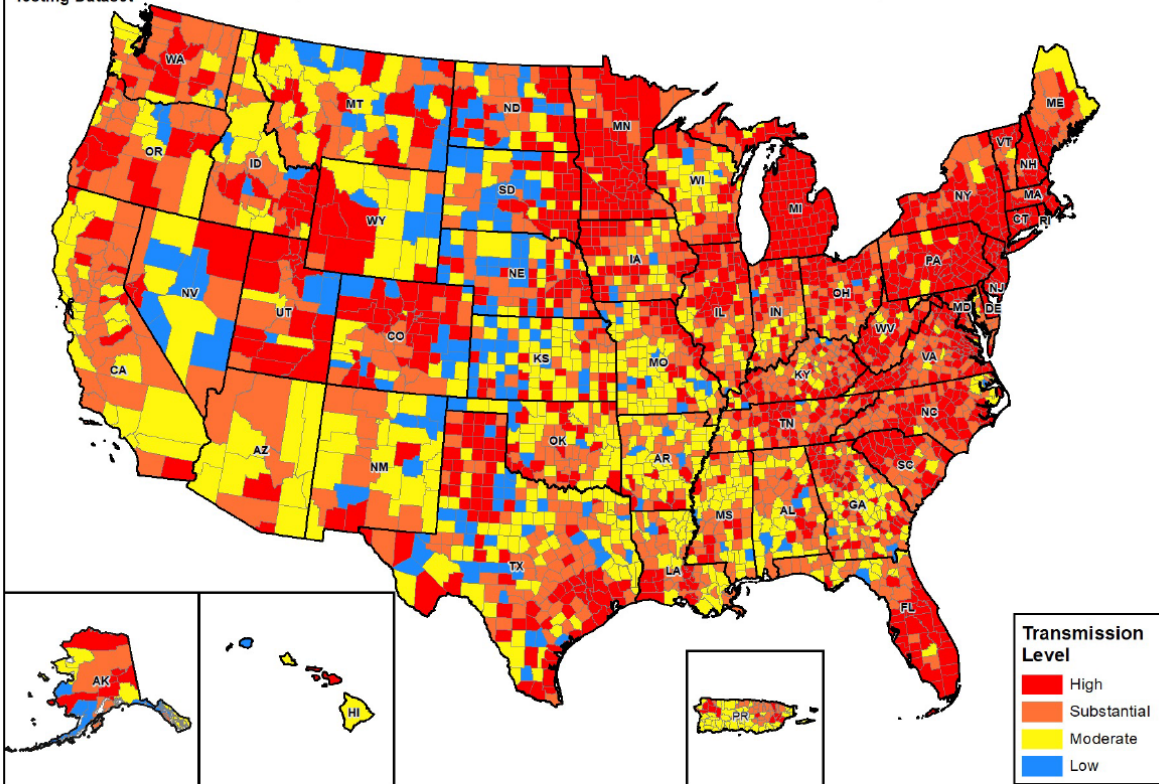 Testing Dataset
WA
MT
ND
MN
ME
VT
NH
OR
ID
SD
WI
NY
MA
WY
MI
CT
RI
IA
PA
NE
NV
NJ
OH
UT
IL
IN
MD
DE
CO
WV
VA
KS
MO
CA
KY
NC
TN
OK
AZ
NM
AR
SC
MS
AL
GA
TX
LA
FL
AK
HI
PR
Transmission
Level
High
Substantial
Moderate
Low